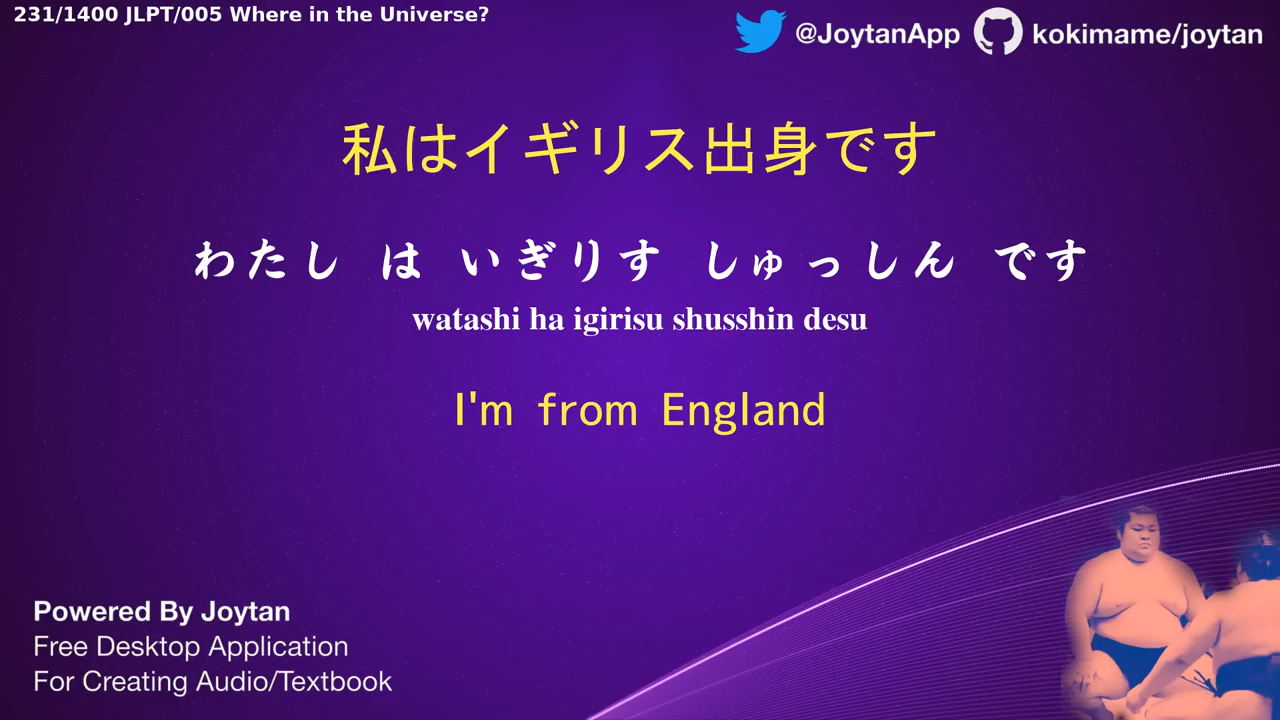 231/1400 JLPT/005 Where in the Universe?
@JoytanApp kokimame/joytan
私はイギリス出身です
わたし は いぎりす しゅっしん です
watashi ha igirisu shusshin desu
I'm from England
Powered By Joytan
Free Desktop Application
For Creating Audio/Textbook